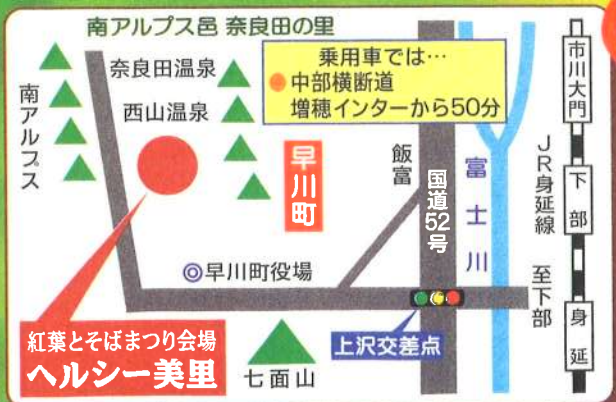 南アルプス邑 奈良田の里
乗用車では…
中部横断道
増穂インターから50分
奈良田温泉
西山温泉
南アルプス
早川町
飯富
国道52号
富士川
JR身延線
市川大門
下部
身延
至下部
◎早川町役場
上沢交差点
七面山
紅葉とそばまつり会場
ヘルシー美里